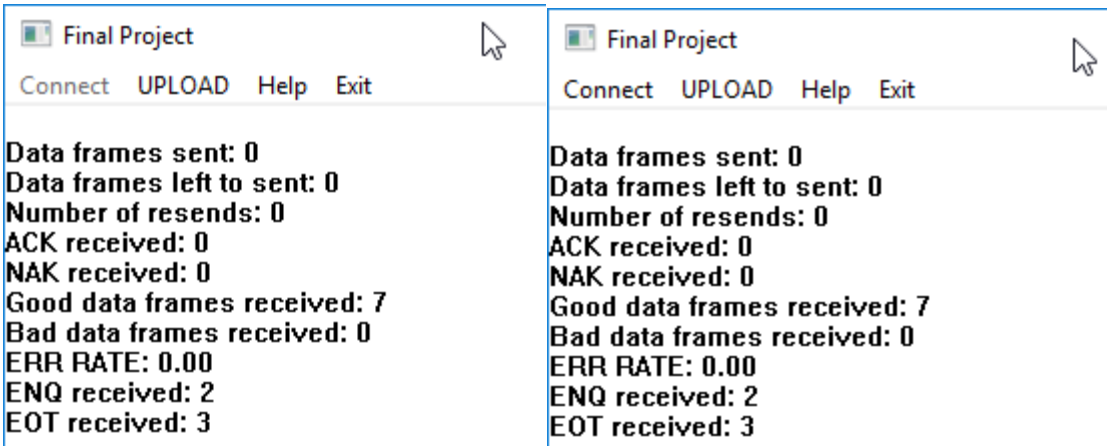 Final Project
Connect UPLOAD Help Exit
Data frames sent: 0
Data frames left to sent: 0
Number of resends: 0
ACK received: 0
NAK received: 0
Good data frames received: 7
Bad data frames received: 0
ERR RATE: 0.00
ENQ received: 2
EOT received: 3
Final Project
Connect UPLOAD Help Exit
Data frames sent: 0
Data frames left to sent: 0
Number of resends: 0
ACK received: 0
NAK received: 0
Good data frames received: 7
Bad data frames received: 0
ERR RATE: 0.00
ENQ received: 2
EOT received: 3